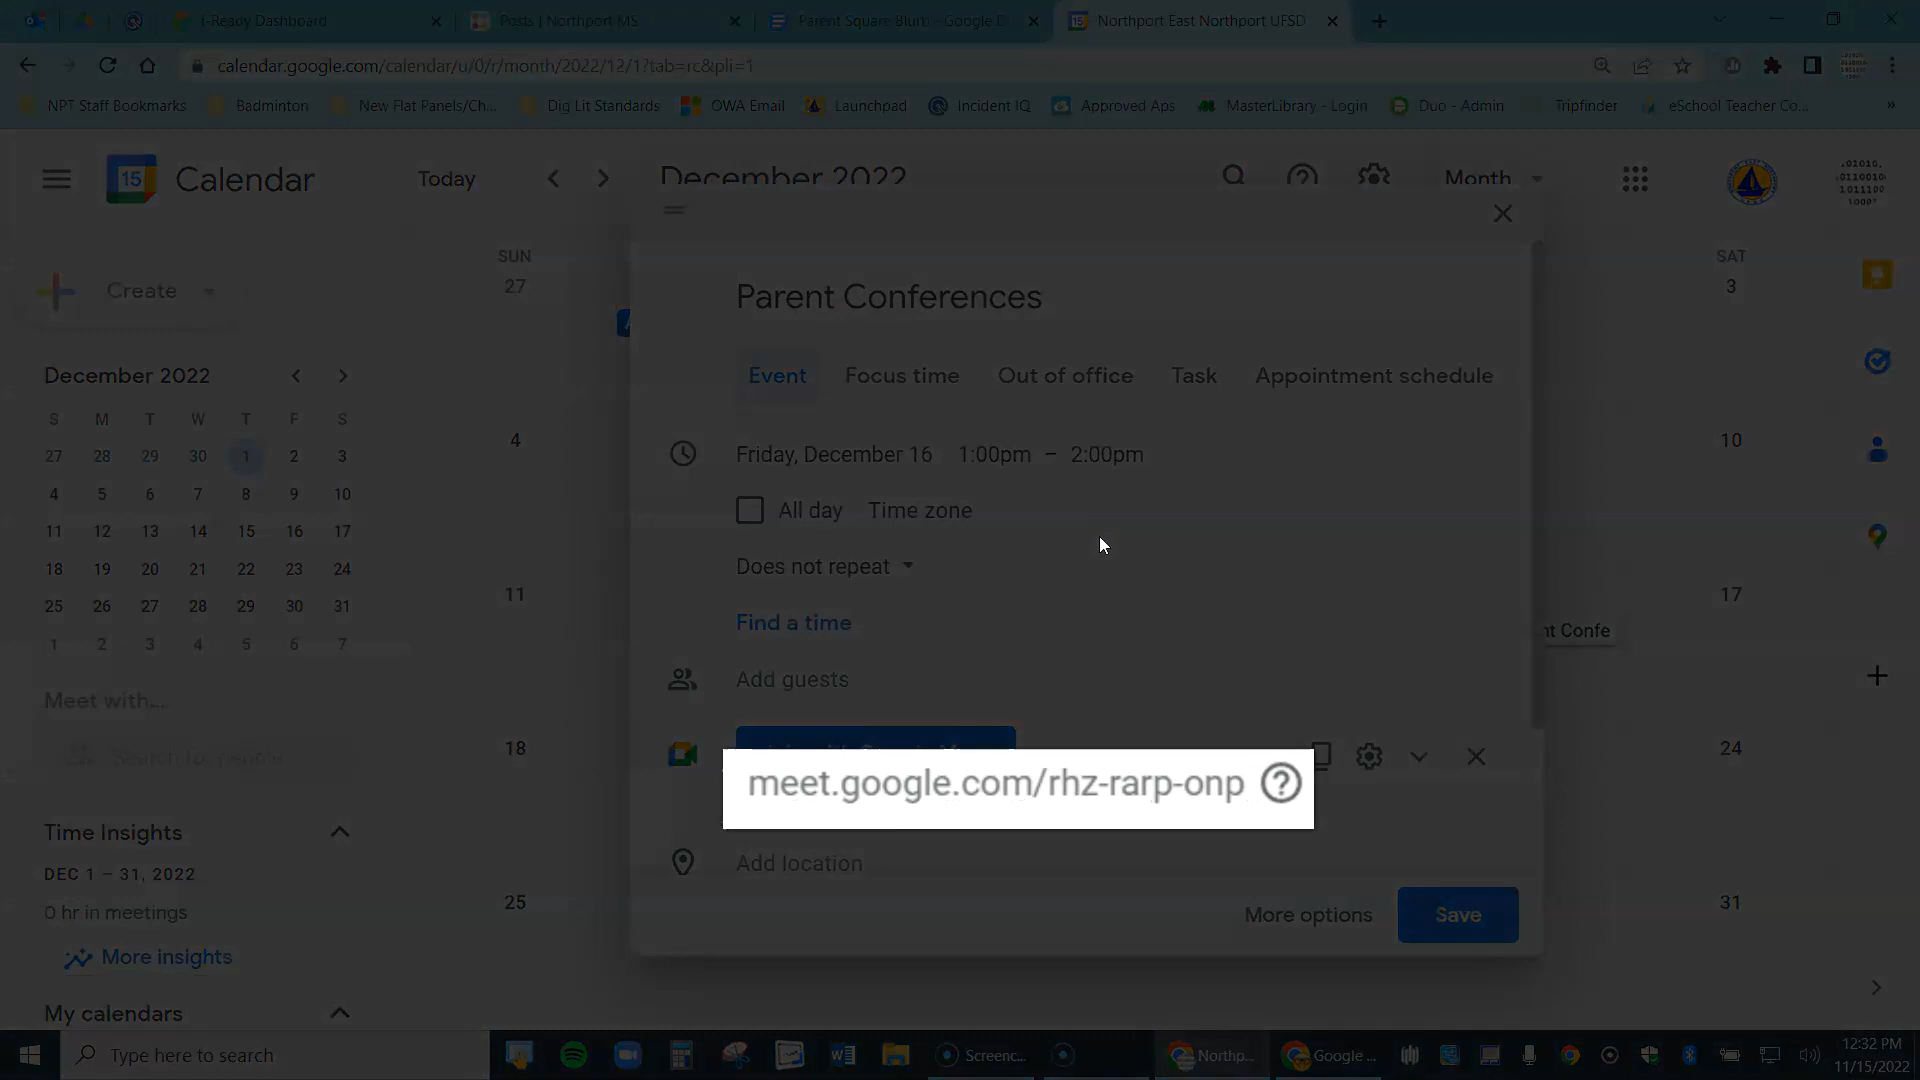 i-Ready Dashboard
Posts | Northport MS
Parent Square Blurb - Google D
Northport East Northport UFSD
calendar.google.com/calendar/u/0/r/month/2022/12/1?tab=rc&pli=1
NPT Staff Bookmarks
Badminton
New Flat Panels/Ch...
Dig Lit Standards
OWA Email
Launchpad
Incident IQ
Approved Aps
MasterLibrary - Login
Duo - Admin
Tripfinder
eSchool Teacher Co...
»
15
Calendar
Today
December 2022
Month
Create
SUN
27
4
11
18
25
SAT
3
10
17
24
31
December 2022
S M T W T F S
27 28 29 30 1 2 3
4 5 6 7 8 9 10
11 12 13 14 15 16 17
18 19 20 21 22 23 24
25 26 27 28 29 30 31
1 2 3 4 5 6 7
Meet with...
Search for people
Time Insights
DEC 1 – 31, 2022
0 hr in meetings
More insights
My calendars
Parent Conferences
Event
Focus time
Out of office
Task
Appointment schedule
Friday, December 16 1:00pm – 2:00pm
All day Time zone
Does not repeat
Find a time
Add guests
meet.google.com/rhz-rarp-onp
Add location
More options
Save
nt Confe
Type here to search
Screenc...
Northp...
Google ...
12:32 PM
11/15/2022